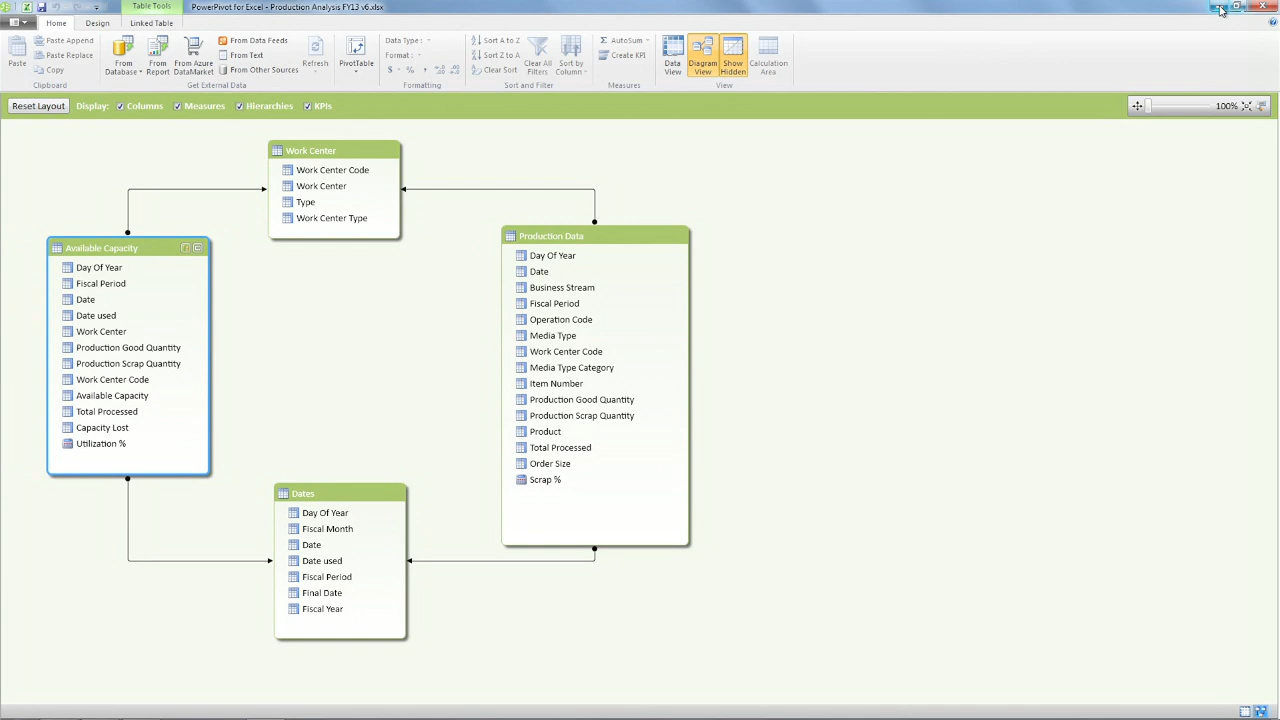 Table Tools
PowerPivot for Excel - Production Analysis FY13 v6.xlsx
Home
Design
Linked Table
Paste
Paste Append
Paste Replace
Copy
Clipboard
From Database
From Report
From Azure DataMarket
From Data Feeds
From Text
From Other Sources
Get External Data
Refresh
PivotTable
Data Type :
Format :
$ % ,
Formatting
Sort A to Z
Sort Z to A
Clear Sort
Clear All Filters
Sort by Column
Sort and Filter
AutoSum
Create KPI
Measures
Data View
Diagram View
Show Hidden
Calculation Area
View
Reset Layout
Display:
Columns
Measures
Hierarchies
KPIs
100%
Work Center
Work Center Code
Work Center
Type
Work Center Type
Available Capacity
Day Of Year
Fiscal Period
Date
Date used
Work Center
Production Good Quantity
Production Scrap Quantity
Work Center Code
Available Capacity
Total Processed
Capacity Lost
Utilization %
Production Data
Day Of Year
Date
Business Stream
Fiscal Period
Operation Code
Media Type
Work Center Code
Media Type Category
Item Number
Production Good Quantity
Production Scrap Quantity
Product
Total Processed
Order Size
Scrap %
Dates
Day Of Year
Fiscal Month
Date
Date used
Fiscal Period
Final Date
Fiscal Year